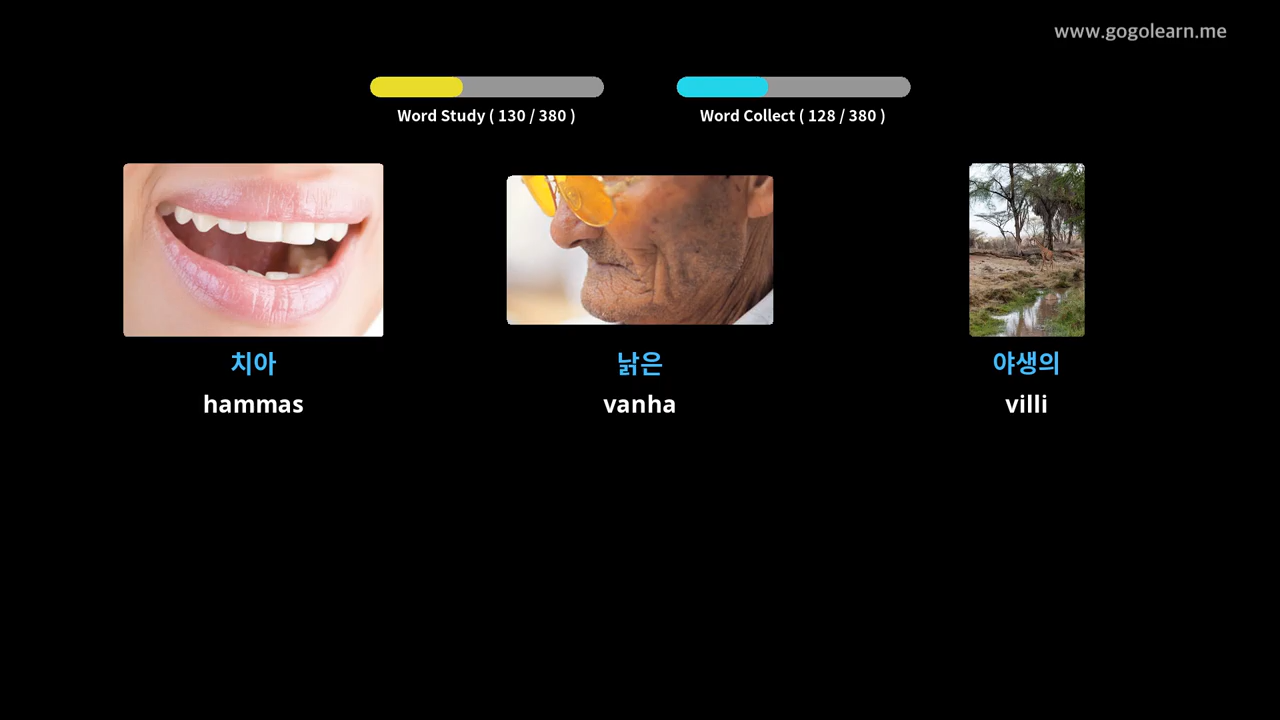 www.gogolearn.me
Word Study ( 130 / 380 )
Word Collect ( 128 / 380 )
치아
낡은
야생의
hammas
vanha
villi